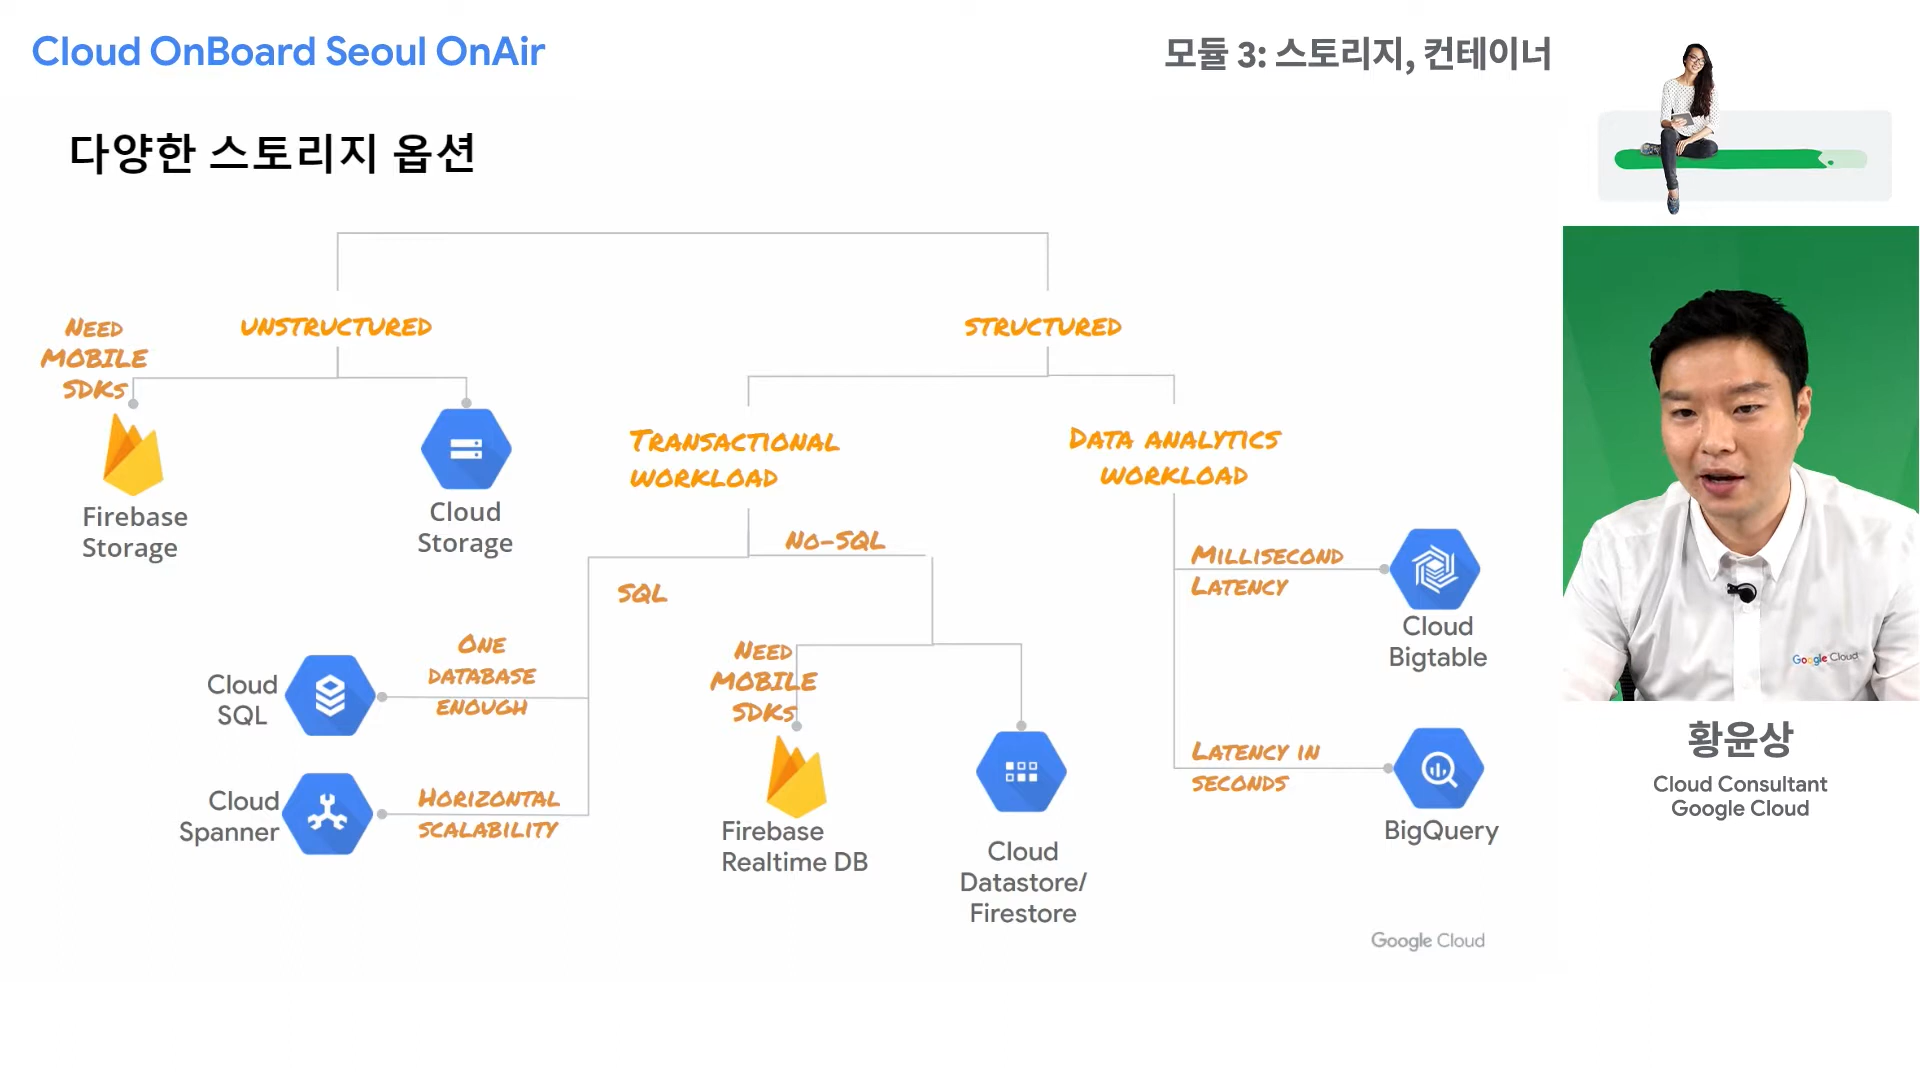 Cloud OnBoard Seoul OnAir
모듈 3: 스토리지, 컨테이너
다양한 스토리지 옵션
UNSTRUCTURED
STRUCTURED
NEED
MOBILE
SDKs
Firebase
Storage
Cloud
Storage
TRANSACTIONAL
WORKLOAD
DATA ANALYTICS
WORKLOAD
NO-SQL
SQL
ONE
DATABASE
ENOUGH
Cloud
SQL
HORIZONTAL
SCALABILITY
Cloud
Spanner
NEED
MOBILE
SDKs
Firebase
Realtime DB
Cloud
Datastore/
Firestore
MILLISECOND
LATENCY
Cloud
Bigtable
LATENCY IN
SECONDS
BigQuery
Google Cloud
Google Cloud
황윤상
Cloud Consultant
Google Cloud